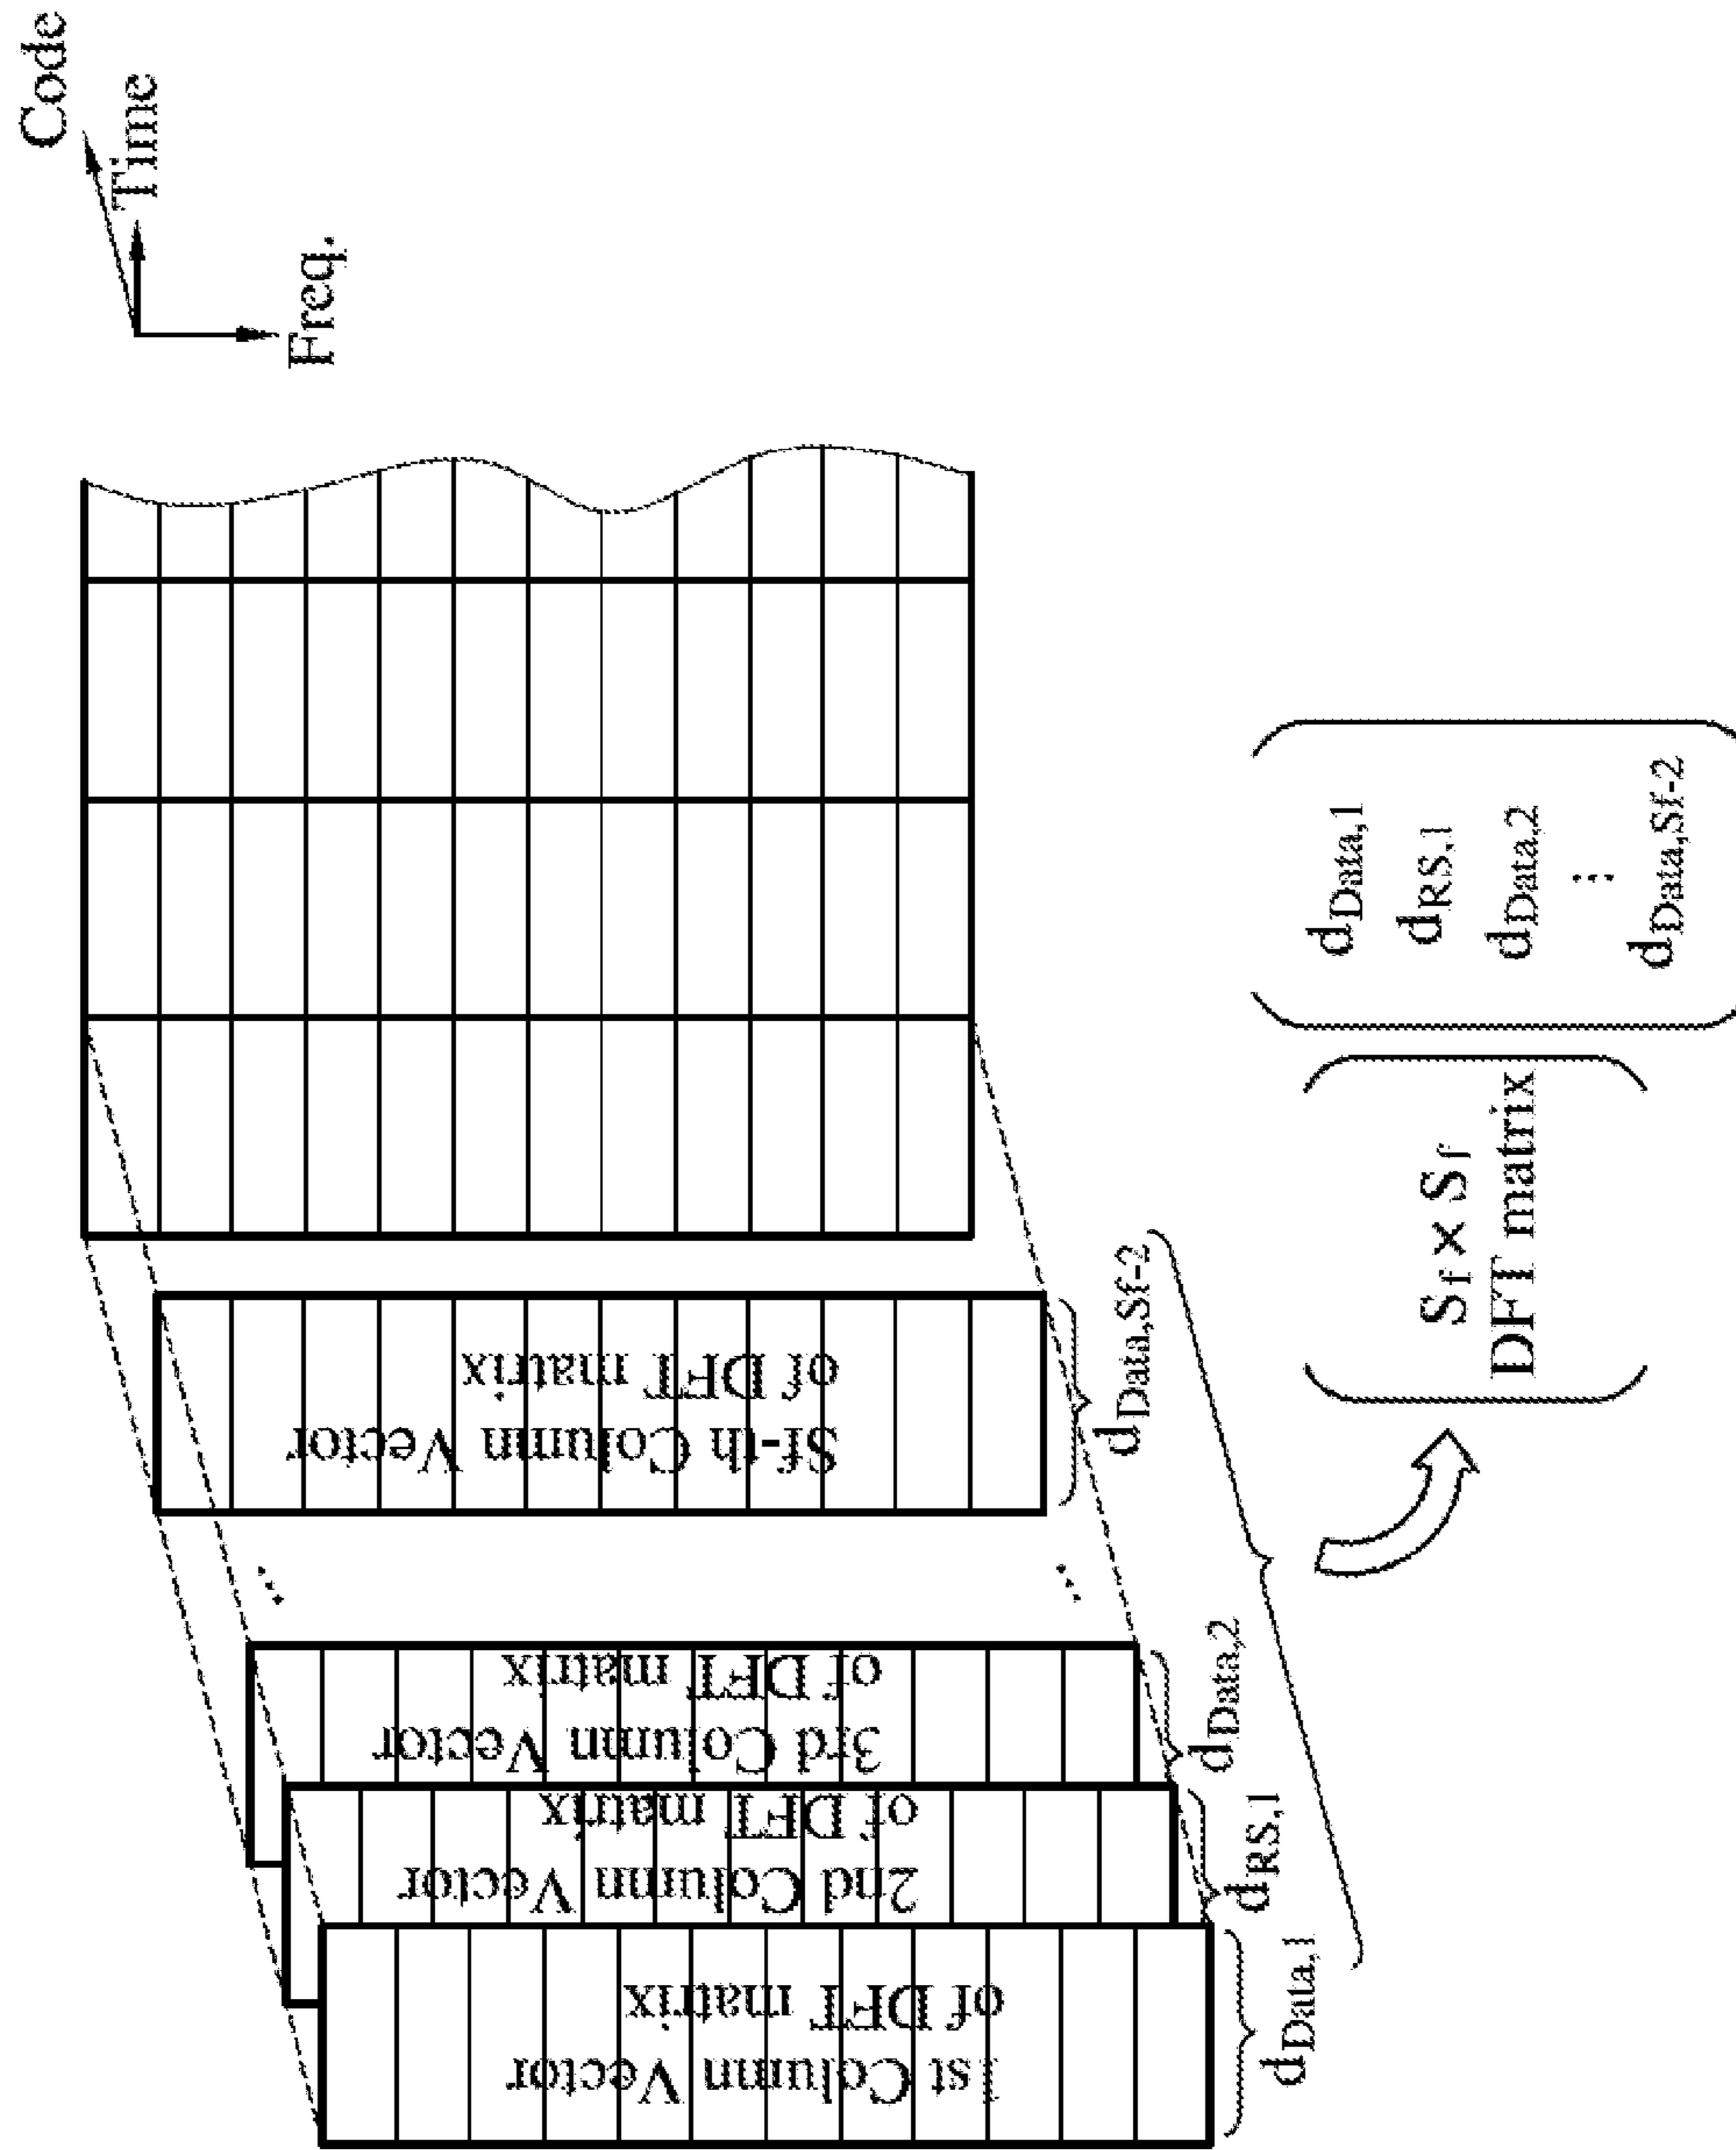 Code
Time
Freq.
1st Column Vector
of DFT matrix
2nd Column Vector
of DFT matrix
3rd Column Vector
of DFT matrix
...
Sf-th Column Vector
of DFT matrix
...
d_Data,1
d_RS,1
d_Data,2
d_Data,Sf-2
S_f × S_f
DFT matrix
d_Data,1
d_RS,1
d_Data,2
⋮
d_Data,Sf-2